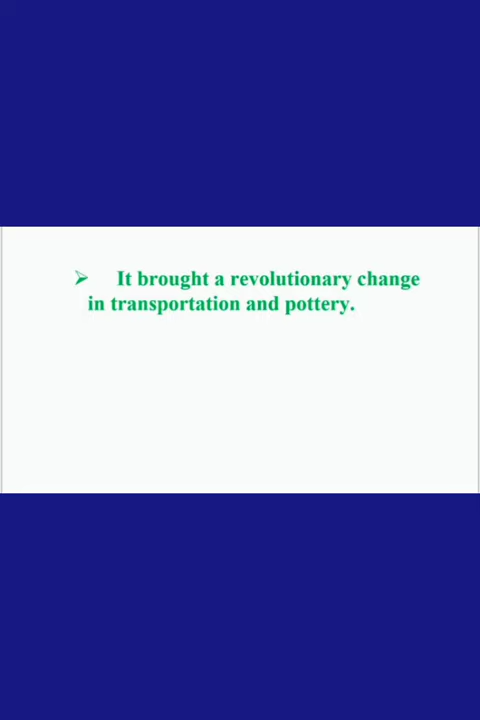 ➢ It brought a revolutionary change
in transportation and pottery.